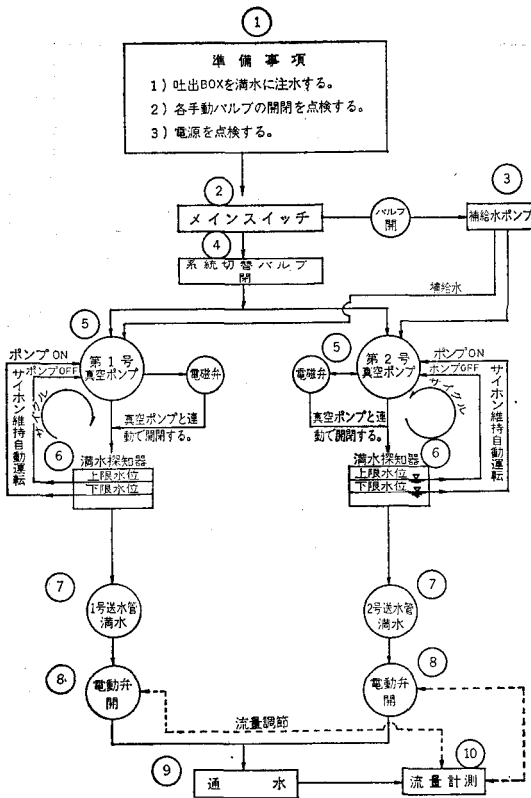 ①
準備事項
1）吐出BOXを満水に注水する。
2）各手動バルブの開閉を点検する。
3）電源を点検する。
②
メインスイッチ
バルブ
開
③
補給水ポンプ
④
系統切替バルブ
開
補給水
⑤
第1号
真空ポンプ
電磁弁
ポンプON
ポンプOFF
サイクル
サイホン維持自動運転
真空ポンプと連
動で開閉する。
⑥
満水探知器
上限水位
下限水位
⑤
第2号
真空ポンプ
電磁弁
ポンプON
ポンプOFF
サイクル
サイホン維持自動運転
真空ポンプと連
動で開閉する。
⑥
満水探知器
上限水位
下限水位
⑦
1号送水管
満水
⑦
2号送水管
満水
⑧
電動弁
開
⑧
電動弁
開
流量調節
⑨
通水
⑩
流量計測